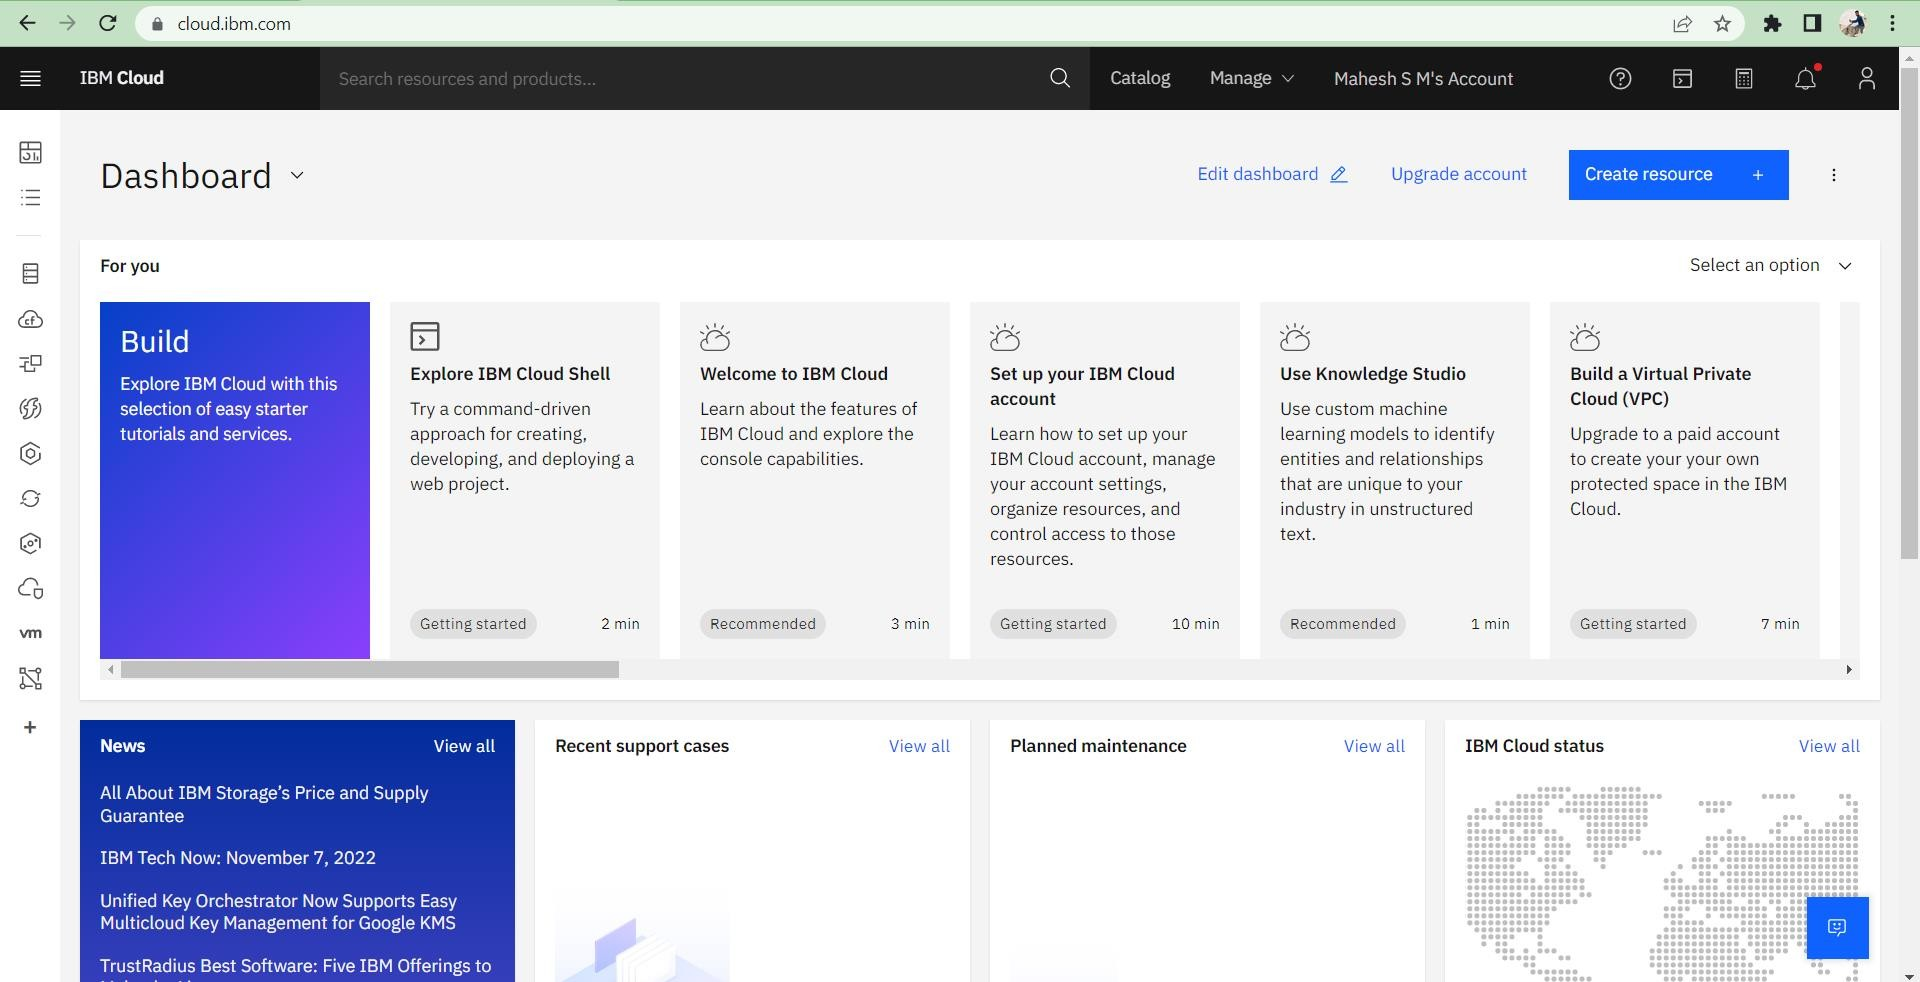 cloud.ibm.com
IBM Cloud
Search resources and products...
Catalog
Manage
Mahesh S M's Account
Dashboard
Edit dashboard
Upgrade account
Create resource +
For you
Select an option
Build
Explore IBM Cloud with this
selection of easy starter
tutorials and services.
Explore IBM Cloud Shell
Try a command-driven
approach for creating,
developing, and deploying a
web project.
Getting started
2 min
Welcome to IBM Cloud
Learn about the features of
IBM Cloud and explore the
console capabilities.
Recommended
3 min
Set up your IBM Cloud
account
Learn how to set up your
IBM Cloud account, manage
your account settings,
organize resources, and
control access to those
resources.
Getting started
10 min
Use Knowledge Studio
Use custom machine
learning models to identify
entities and relationships
that are unique to your
industry in unstructured
text.
Recommended
1 min
Build a Virtual Private
Cloud (VPC)
Upgrade to a paid account
to create your your own
protected space in the IBM
Cloud.
Getting started
7 min
cf
vm
+
News
View all
All About IBM Storage’s Price and Supply
Guarantee
IBM Tech Now: November 7, 2022
Unified Key Orchestrator Now Supports Easy
Multicloud Key Management for Google KMS
TrustRadius Best Software: Five IBM Offerings to
Recent support cases
View all
Planned maintenance
View all
IBM Cloud status
View all